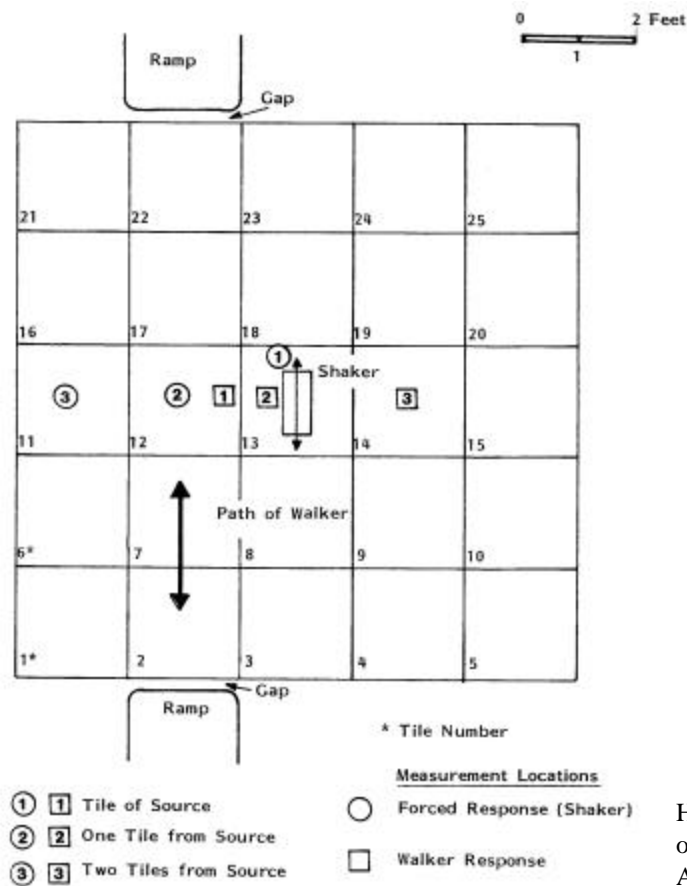 0 2 Feet
1
Ramp
Gap
21 22 23 24 25
16 17 18 19 20
1
Shaker
3 2 1 2 3
11 12 13 14 15
Path of Walker
6* 7 8 9 10
1* 2 3 4 5
Gap
Ramp
* Tile Number
Measurement Locations
1 1 Tile of Source
Forced Response (Shaker)
2 2 One Tile from Source
3 3 Two Tiles from Source
Walker Response
H
o
A